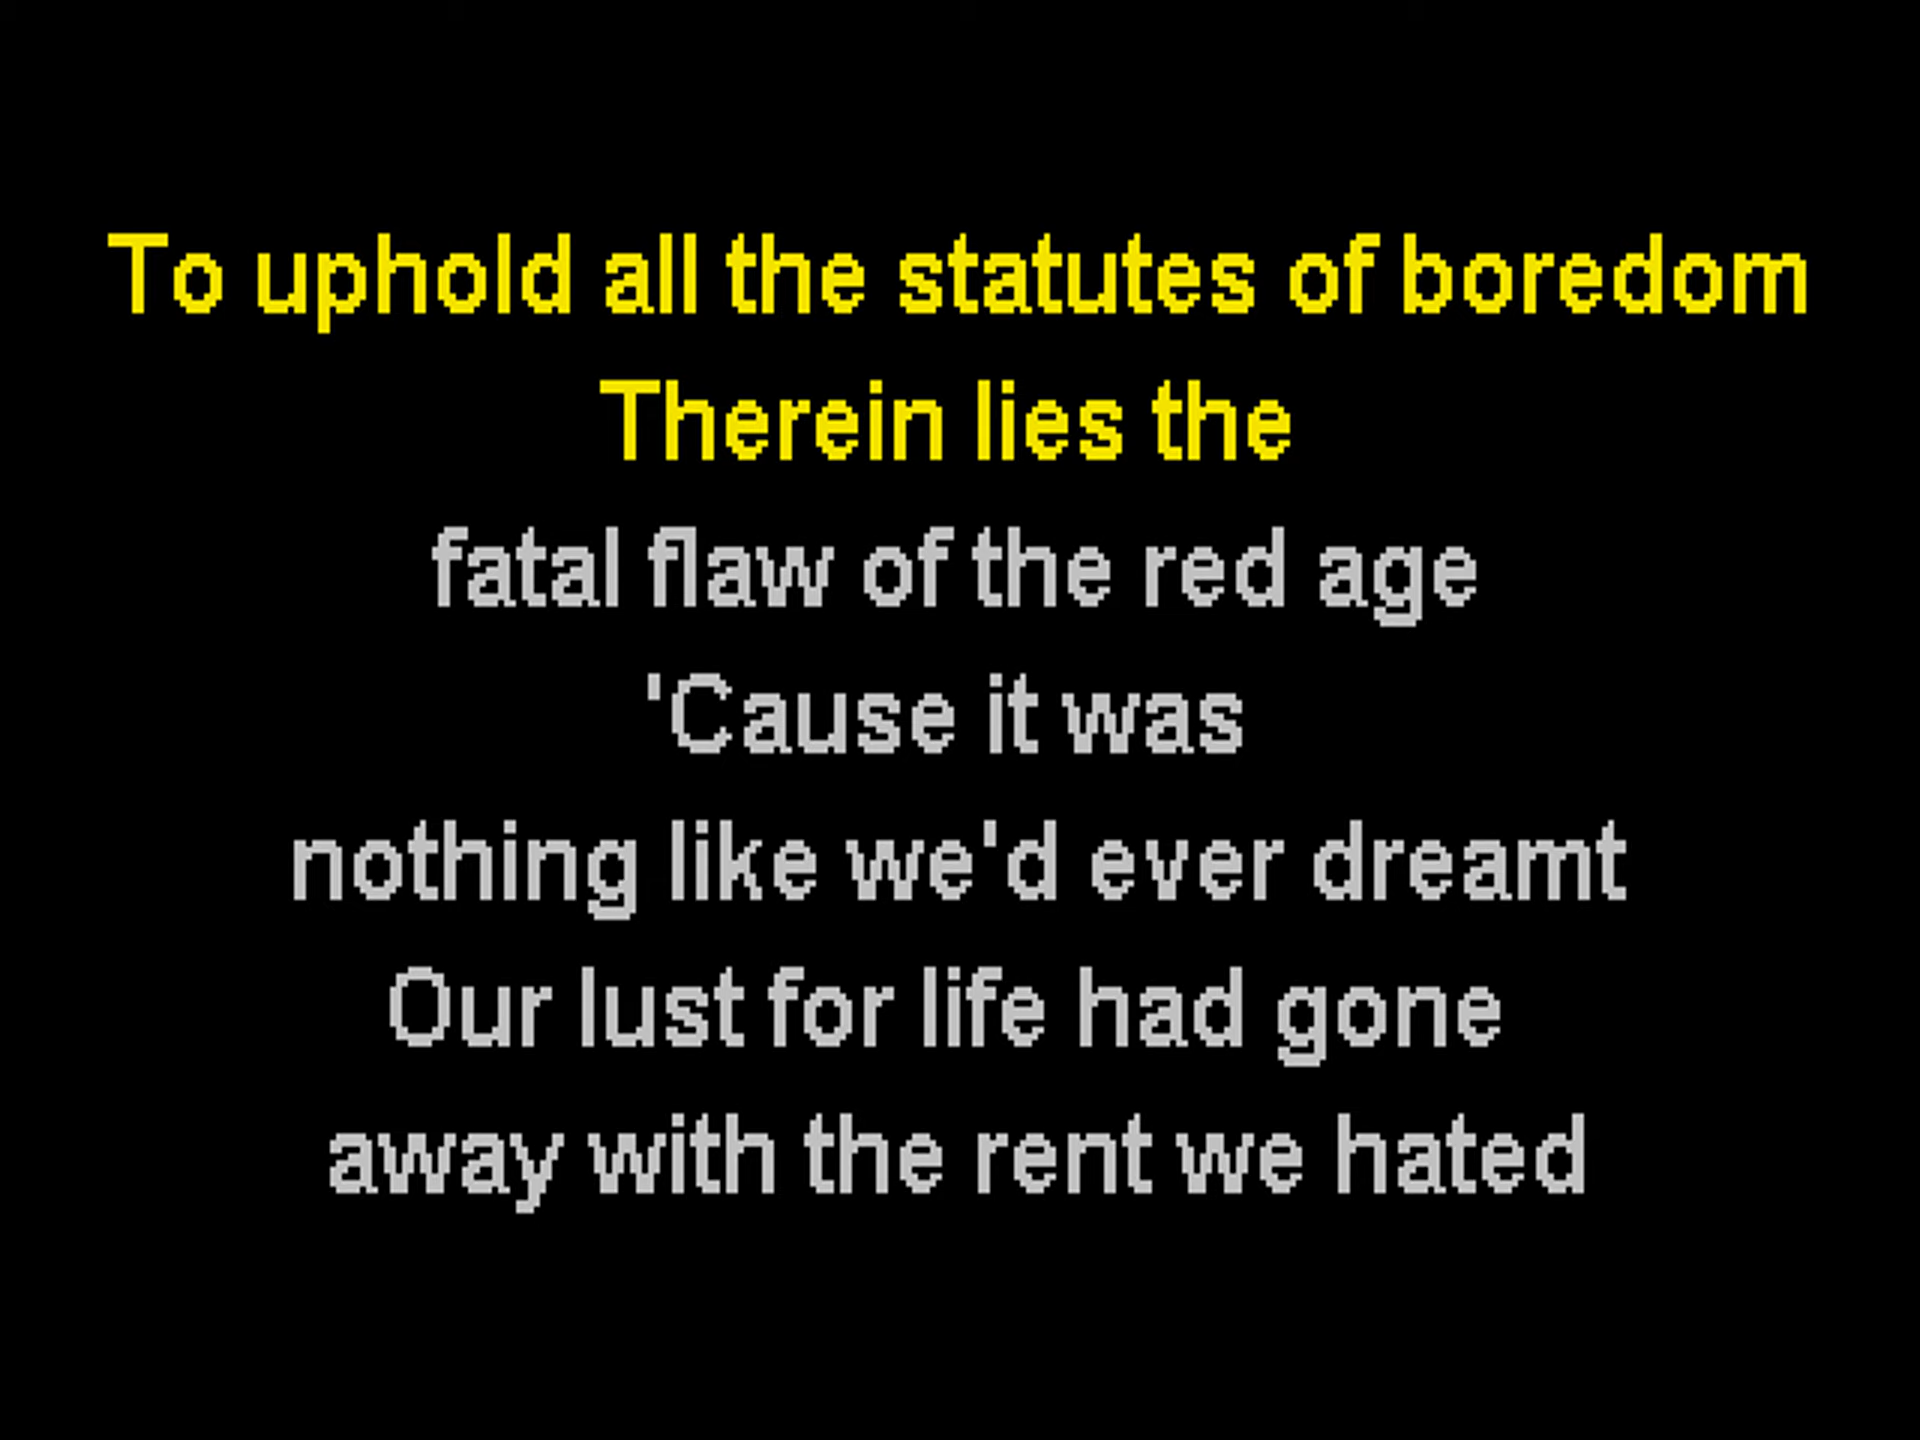 To uphold all the statutes of boredom
Therein lies the
fatal flaw of the red age
'Cause it was
nothing like we'd ever dreamt
Our lust for life had gone
away with the rent we hated